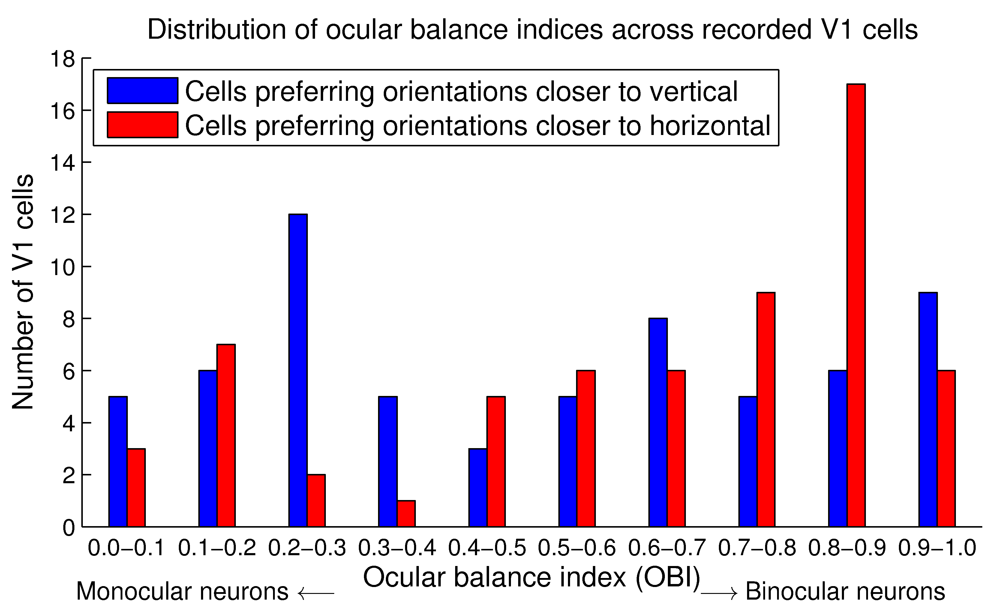 Distribution of ocular balance indices across recorded V1 cells
18
16
14
12
10
8
6
4
2
0
Number of V1 cells
Cells preferring orientations closer to vertical
Cells preferring orientations closer to horizontal
0.0−0.1 0.1−0.2 0.2−0.3 0.3−0.4 0.4−0.5 0.5−0.6 0.6−0.7 0.7−0.8 0.8−0.9 0.9−1.0
Ocular balance index (OBI)
Monocular neurons ← → Binocular neurons